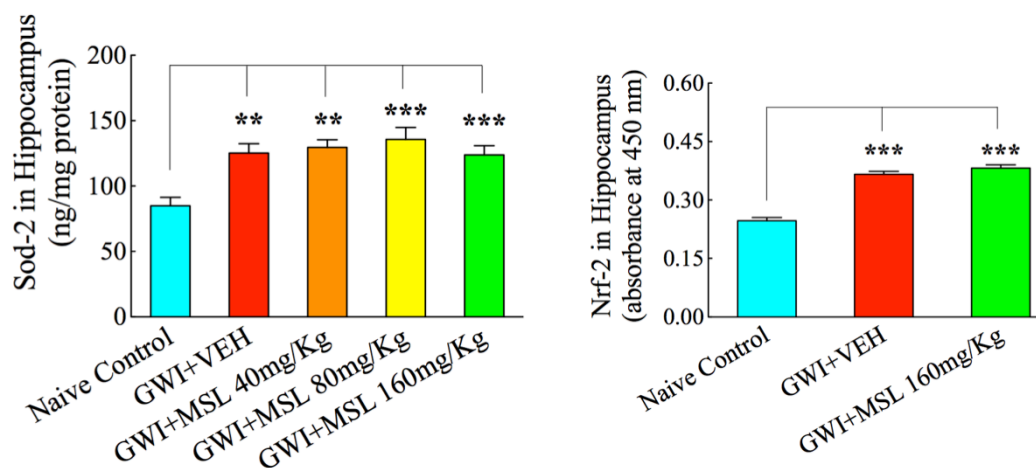 Sod-2 in Hippocampus
(ng/mg protein)
200
150
100
50
0
** ** *** ***
Naive Control
GWI+VEH
GWI+MSL 40mg/Kg
GWI+MSL 80mg/Kg
GWI+MSL 160mg/Kg
Nrf-2 in Hippocampus
(absorbance at 450 nm)
0.60
0.45
0.30
0.15
0.00
*** ***
Naive Control
GWI+VEH
GWI+MSL 160mg/Kg